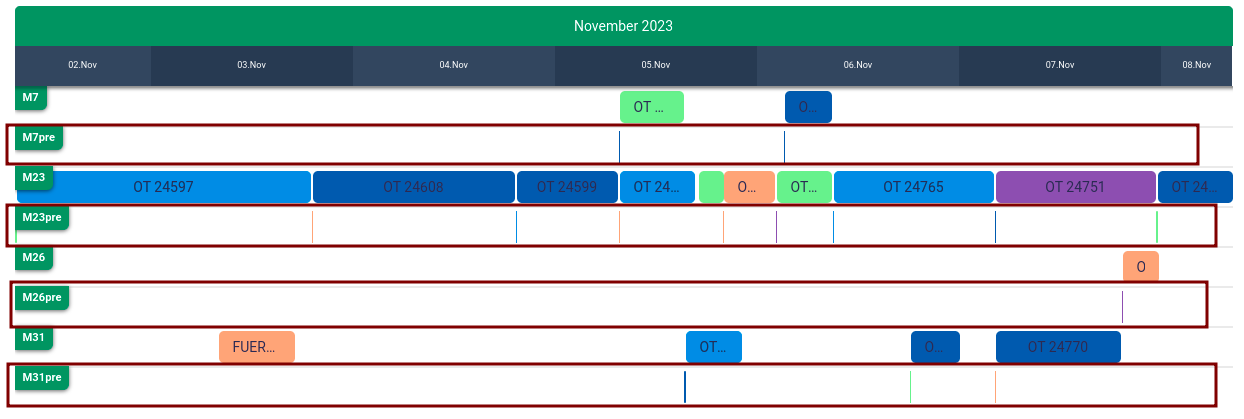 November 2023
02.Nov 03.Nov 04.Nov 05.Nov 06.Nov 07.Nov 08.Nov
M7 OT ... O...
M7pre
M23 OT 24597 OT 24608 OT 24599 OT 24... O... OT... OT 24765 OT 24751 OT 24...
M23pre
M26 O
M26pre
M31 FUER... OT... O... OT 24770
M31pre